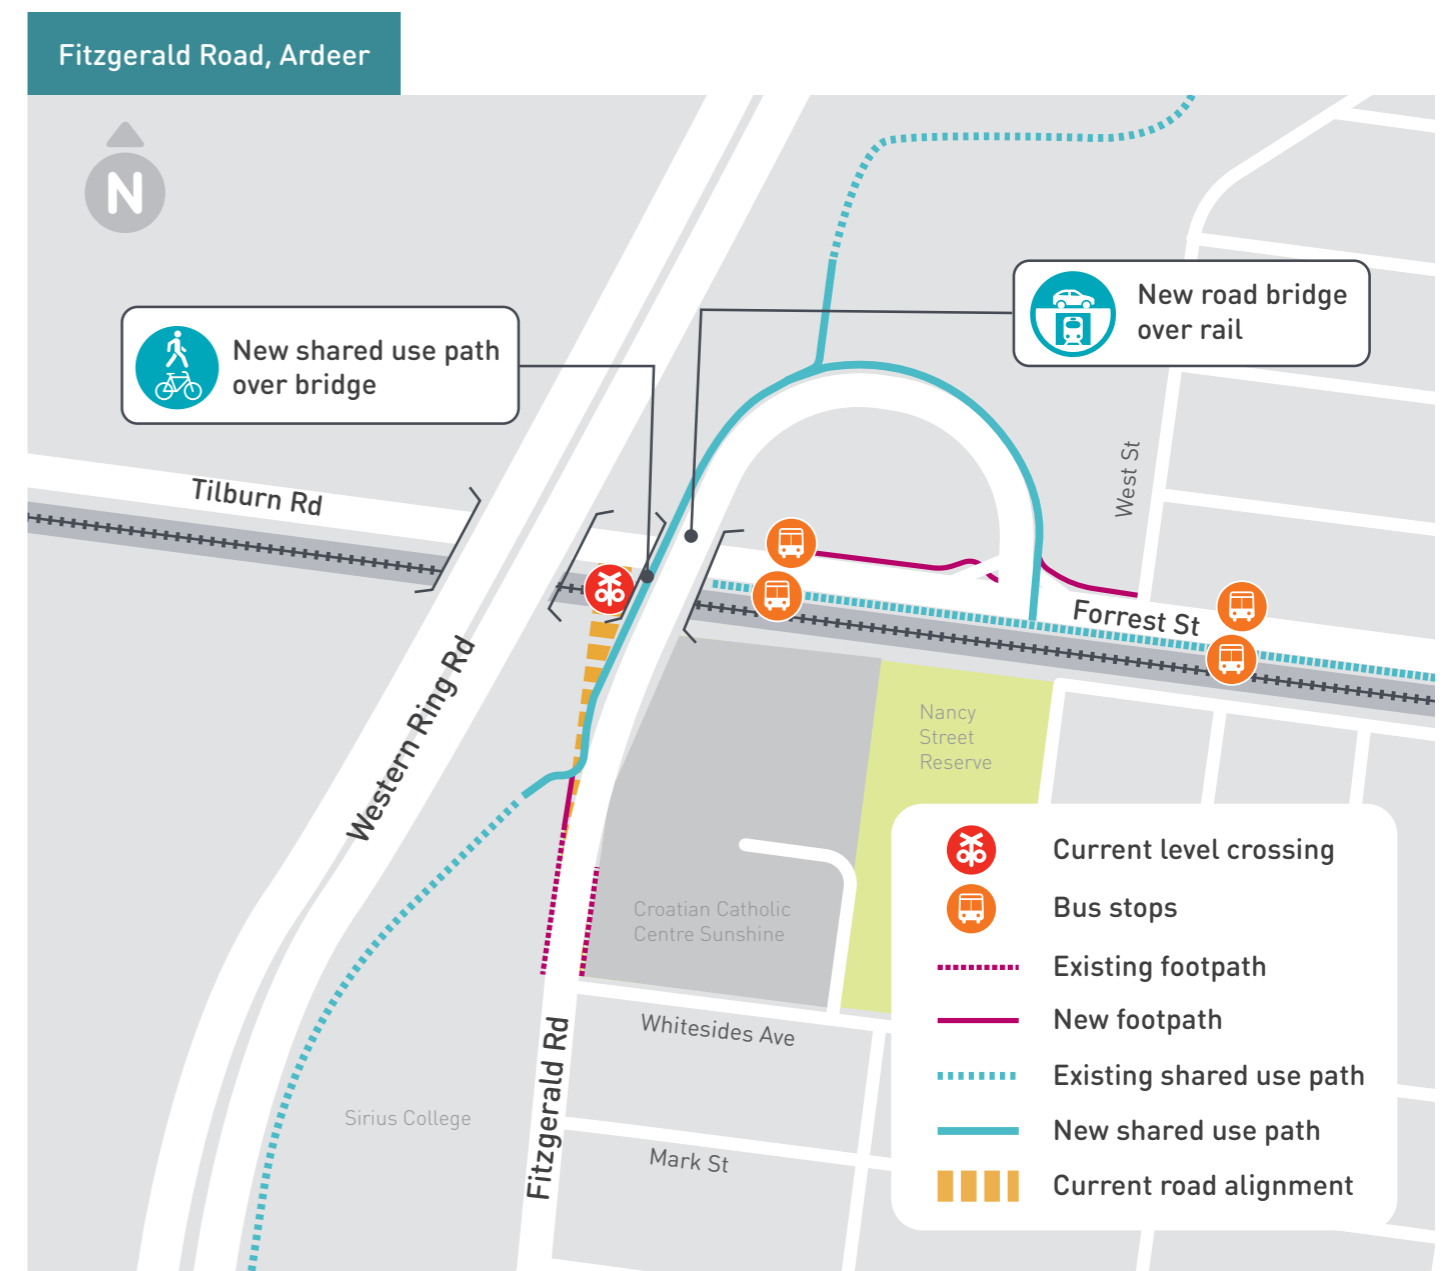 Fitzgerald Road, Ardeer
N
New road bridge
over rail
New shared use path
over bridge
West St
Tilburn Rd
Forrest St
Western Ring Rd
Nancy
Street
Reserve
Croatian Catholic
Centre Sunshine
Whitesides Ave
Fitzgerald Rd
Sirius College
Mark St
Current level crossing
Bus stops
Existing footpath
New footpath
Existing shared use path
New shared use path
Current road alignment